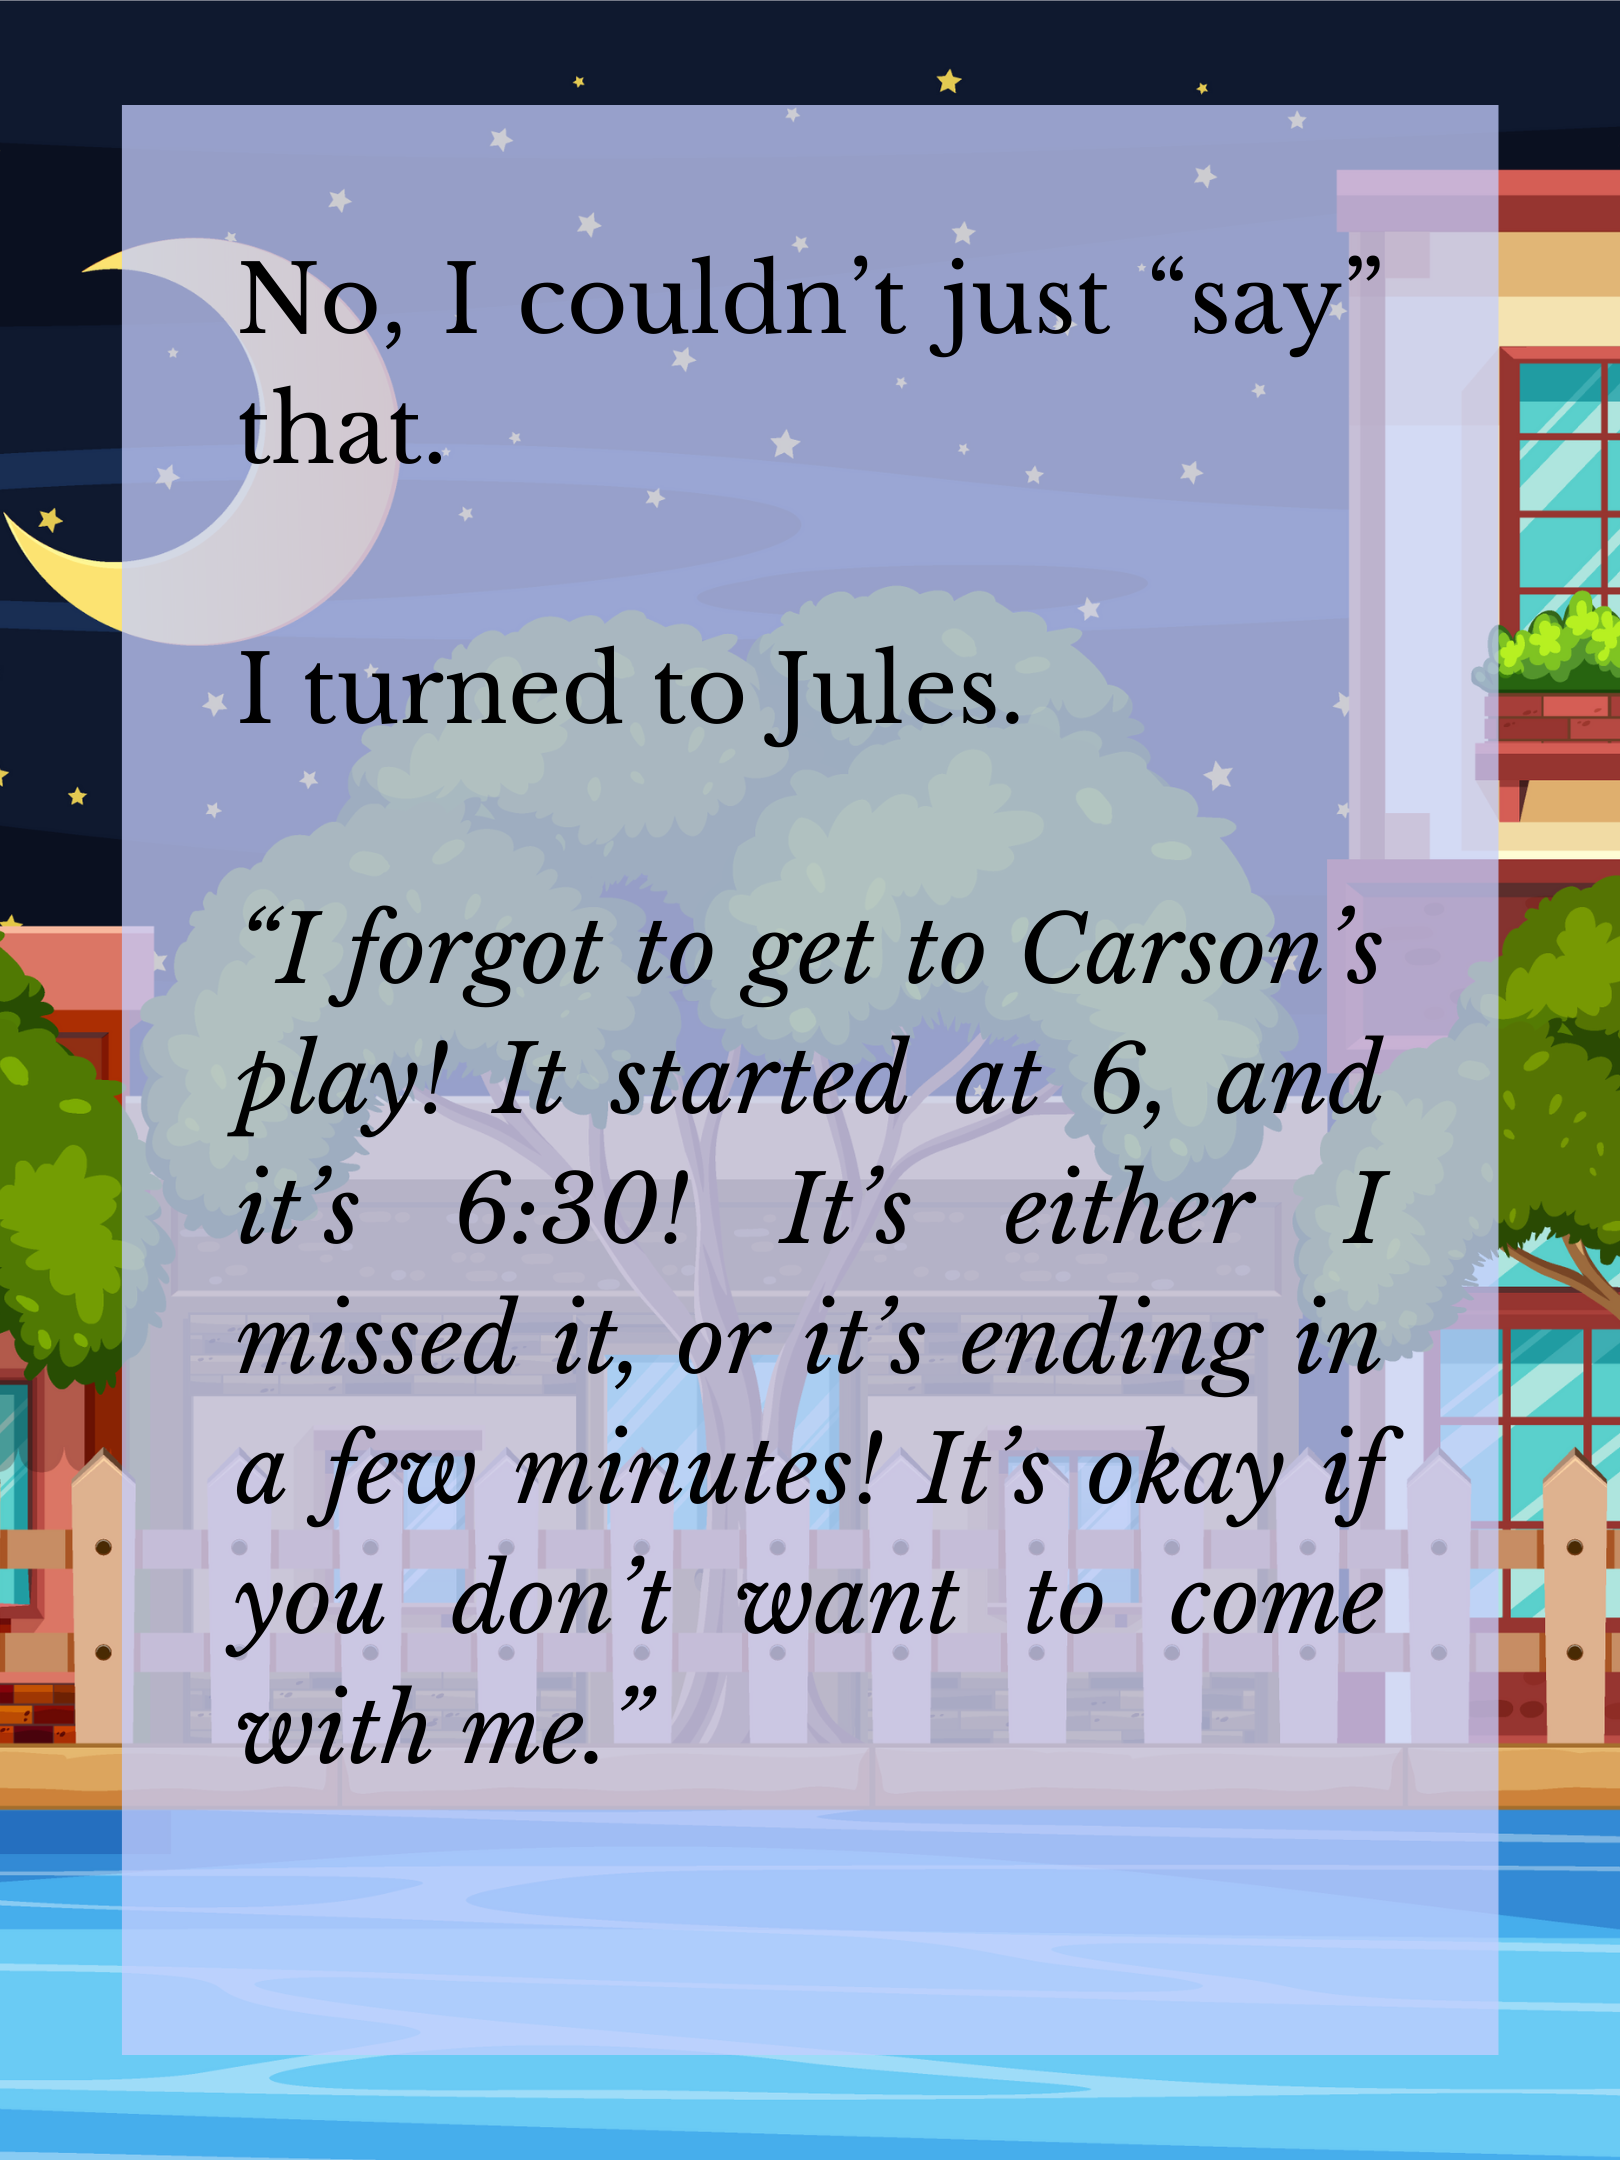 No, I couldn’t just “say”
that.
I turned to Jules.
“I forgot to get to Carson’s
play! It started at 6, and
it’s 6:30! It’s either I
missed it, or it’s ending in
a few minutes! It’s okay if
you don’t want to come
with me.”